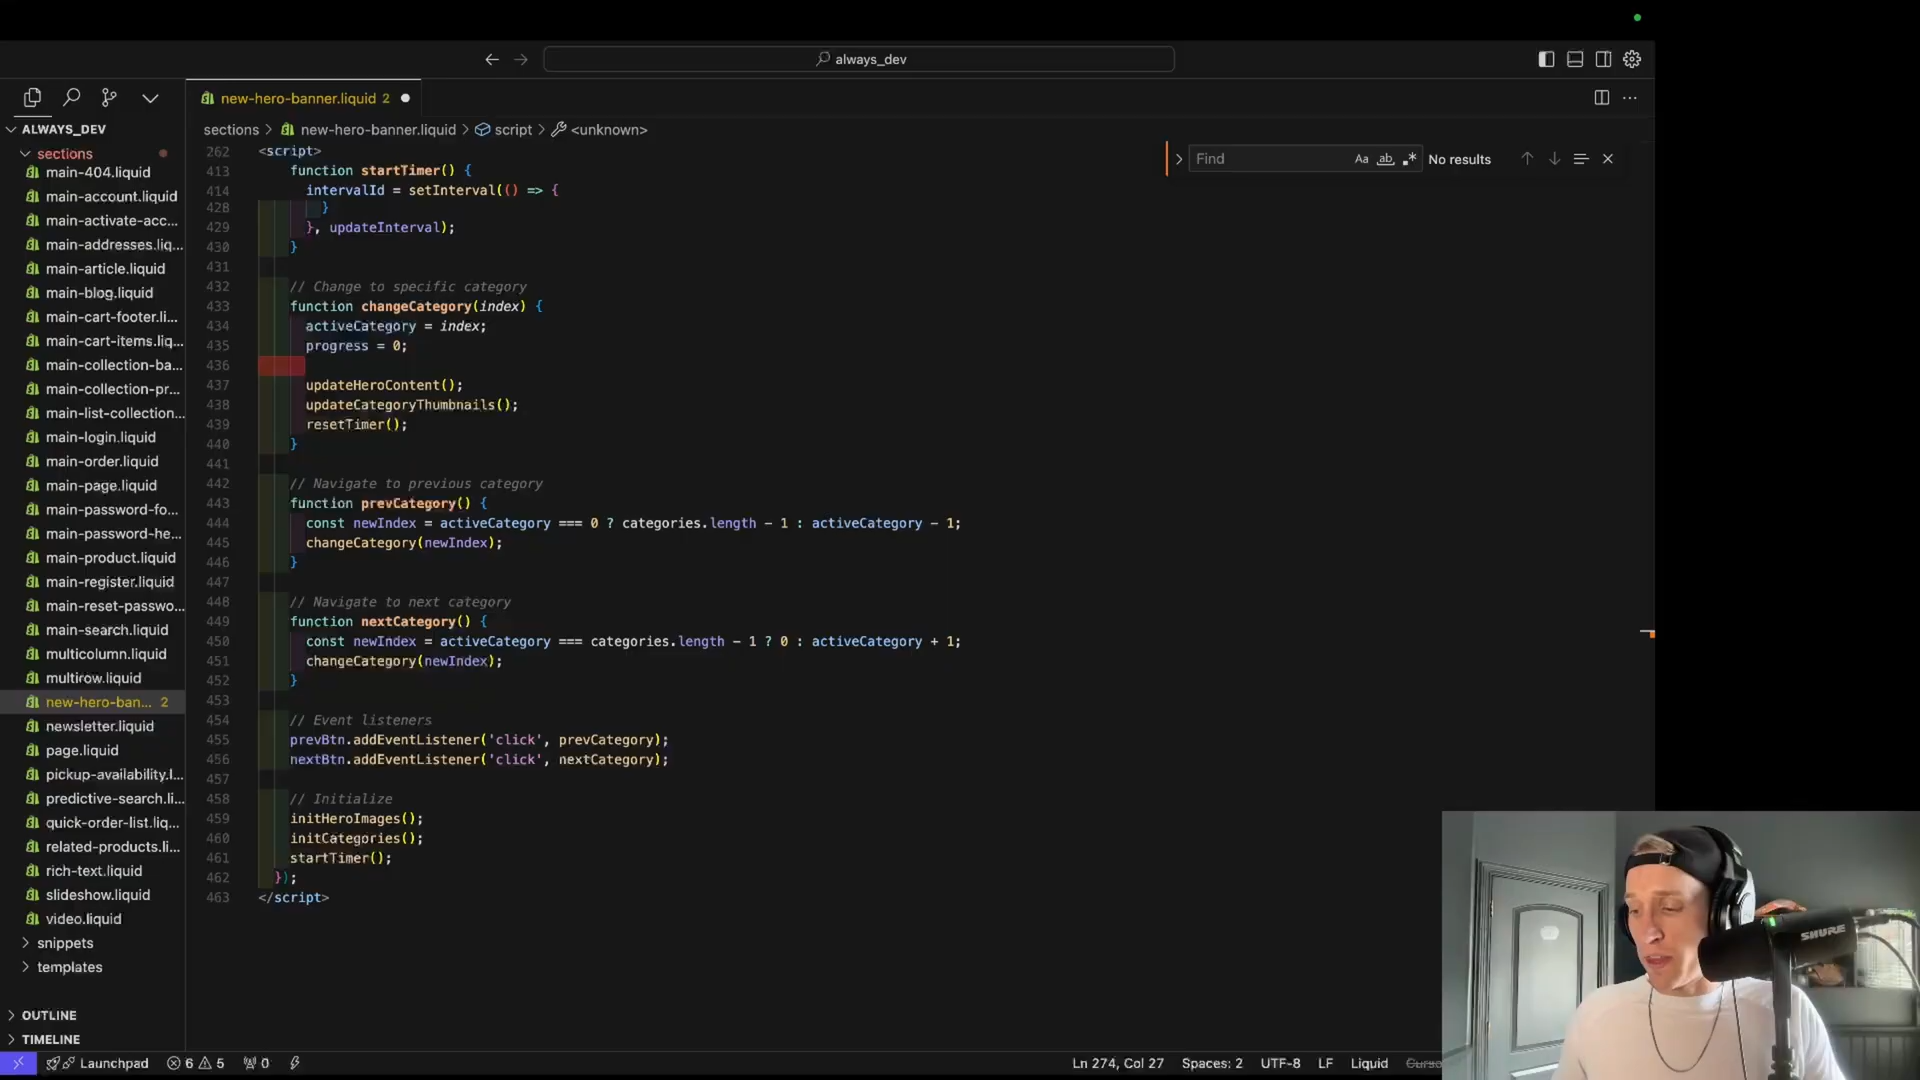 always_dev
new-hero-banner.liquid 2
ALWAYS_DEV
sections > new-hero-banner.liquid > script > <unknown>
sections
Find
Aa ab .* No results
main-404.liquid
main-account.liquid
main-activate-acc...
main-addresses.liq...
main-article.liquid
main-blog.liquid
main-cart-footer.li...
main-cart-items.liq...
main-collection-ba...
main-collection-pr...
main-list-collection...
main-login.liquid
main-order.liquid
main-page.liquid
main-password-fo...
main-password-he...
main-product.liquid
main-register.liquid
main-reset-passwo...
main-search.liquid
multicolumn.liquid
multirow.liquid
new-hero-ban... 2
newsletter.liquid
page.liquid
pickup-availability.l...
predictive-search.li...
quick-order-list.liq...
related-products.li...
rich-text.liquid
slideshow.liquid
video.liquid
snippets
templates
OUTLINE
TIMELINE
262 <script>
413 function startTimer() {
414 intervalId = setInterval(() => {
428 }
429 }, updateInterval);
430 }
431
432 // Change to specific category
433 function changeCategory(index) {
434 activeCategory = index;
435 progress = 0;
436
437 updateHeroContent();
438 updateCategoryThumbnails();
439 resetTimer();
440 }
441
442 // Navigate to previous category
443 function prevCategory() {
444 const newIndex = activeCategory === 0 ? categories.length - 1 : activeCategory - 1;
445 changeCategory(newIndex);
446 }
447
448 // Navigate to next category
449 function nextCategory() {
450 const newIndex = activeCategory === categories.length - 1 ? 0 : activeCategory + 1;
451 changeCategory(newIndex);
452 }
453
454 // Event listeners
455 prevBtn.addEventListener('click', prevCategory);
456 nextBtn.addEventListener('click', nextCategory);
457
458 // Initialize
459 initHeroImages();
460 initCategories();
461 startTimer();
462 });
463 </script>
Launchpad 6 5 0
Ln 274, Col 27 Spaces: 2 UTF-8 LF Liquid
SHURE